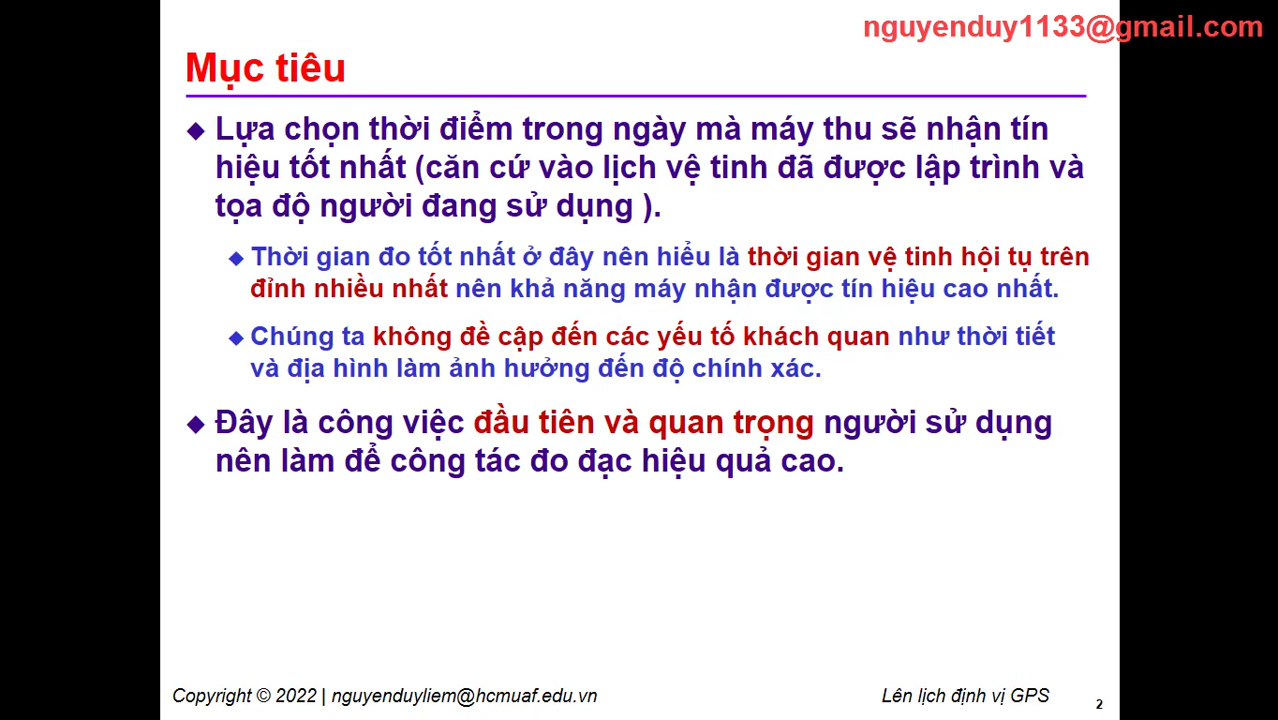 nguyenduy1133@gmail.com
Mục tiêu
Lựa chọn thời điểm trong ngày mà máy thu sẽ nhận tín
hiệu tốt nhất (căn cứ vào lịch vệ tinh đã được lập trình và
tọa độ người đang sử dụng ).
Thời gian đo tốt nhất ở đây nên hiểu là thời gian vệ tinh hội tụ trên
đỉnh nhiều nhất nên khả năng máy nhận được tín hiệu cao nhất.
Chúng ta không đề cập đến các yếu tố khách quan như thời tiết
và địa hình làm ảnh hưởng đến độ chính xác.
Đây là công việc đầu tiên và quan trọng người sử dụng
nên làm để công tác đo đạc hiệu quả cao.
Copyright © 2022 | nguyenduyliem@hcmuaf.edu.vn
Lên lịch định vị GPS
2